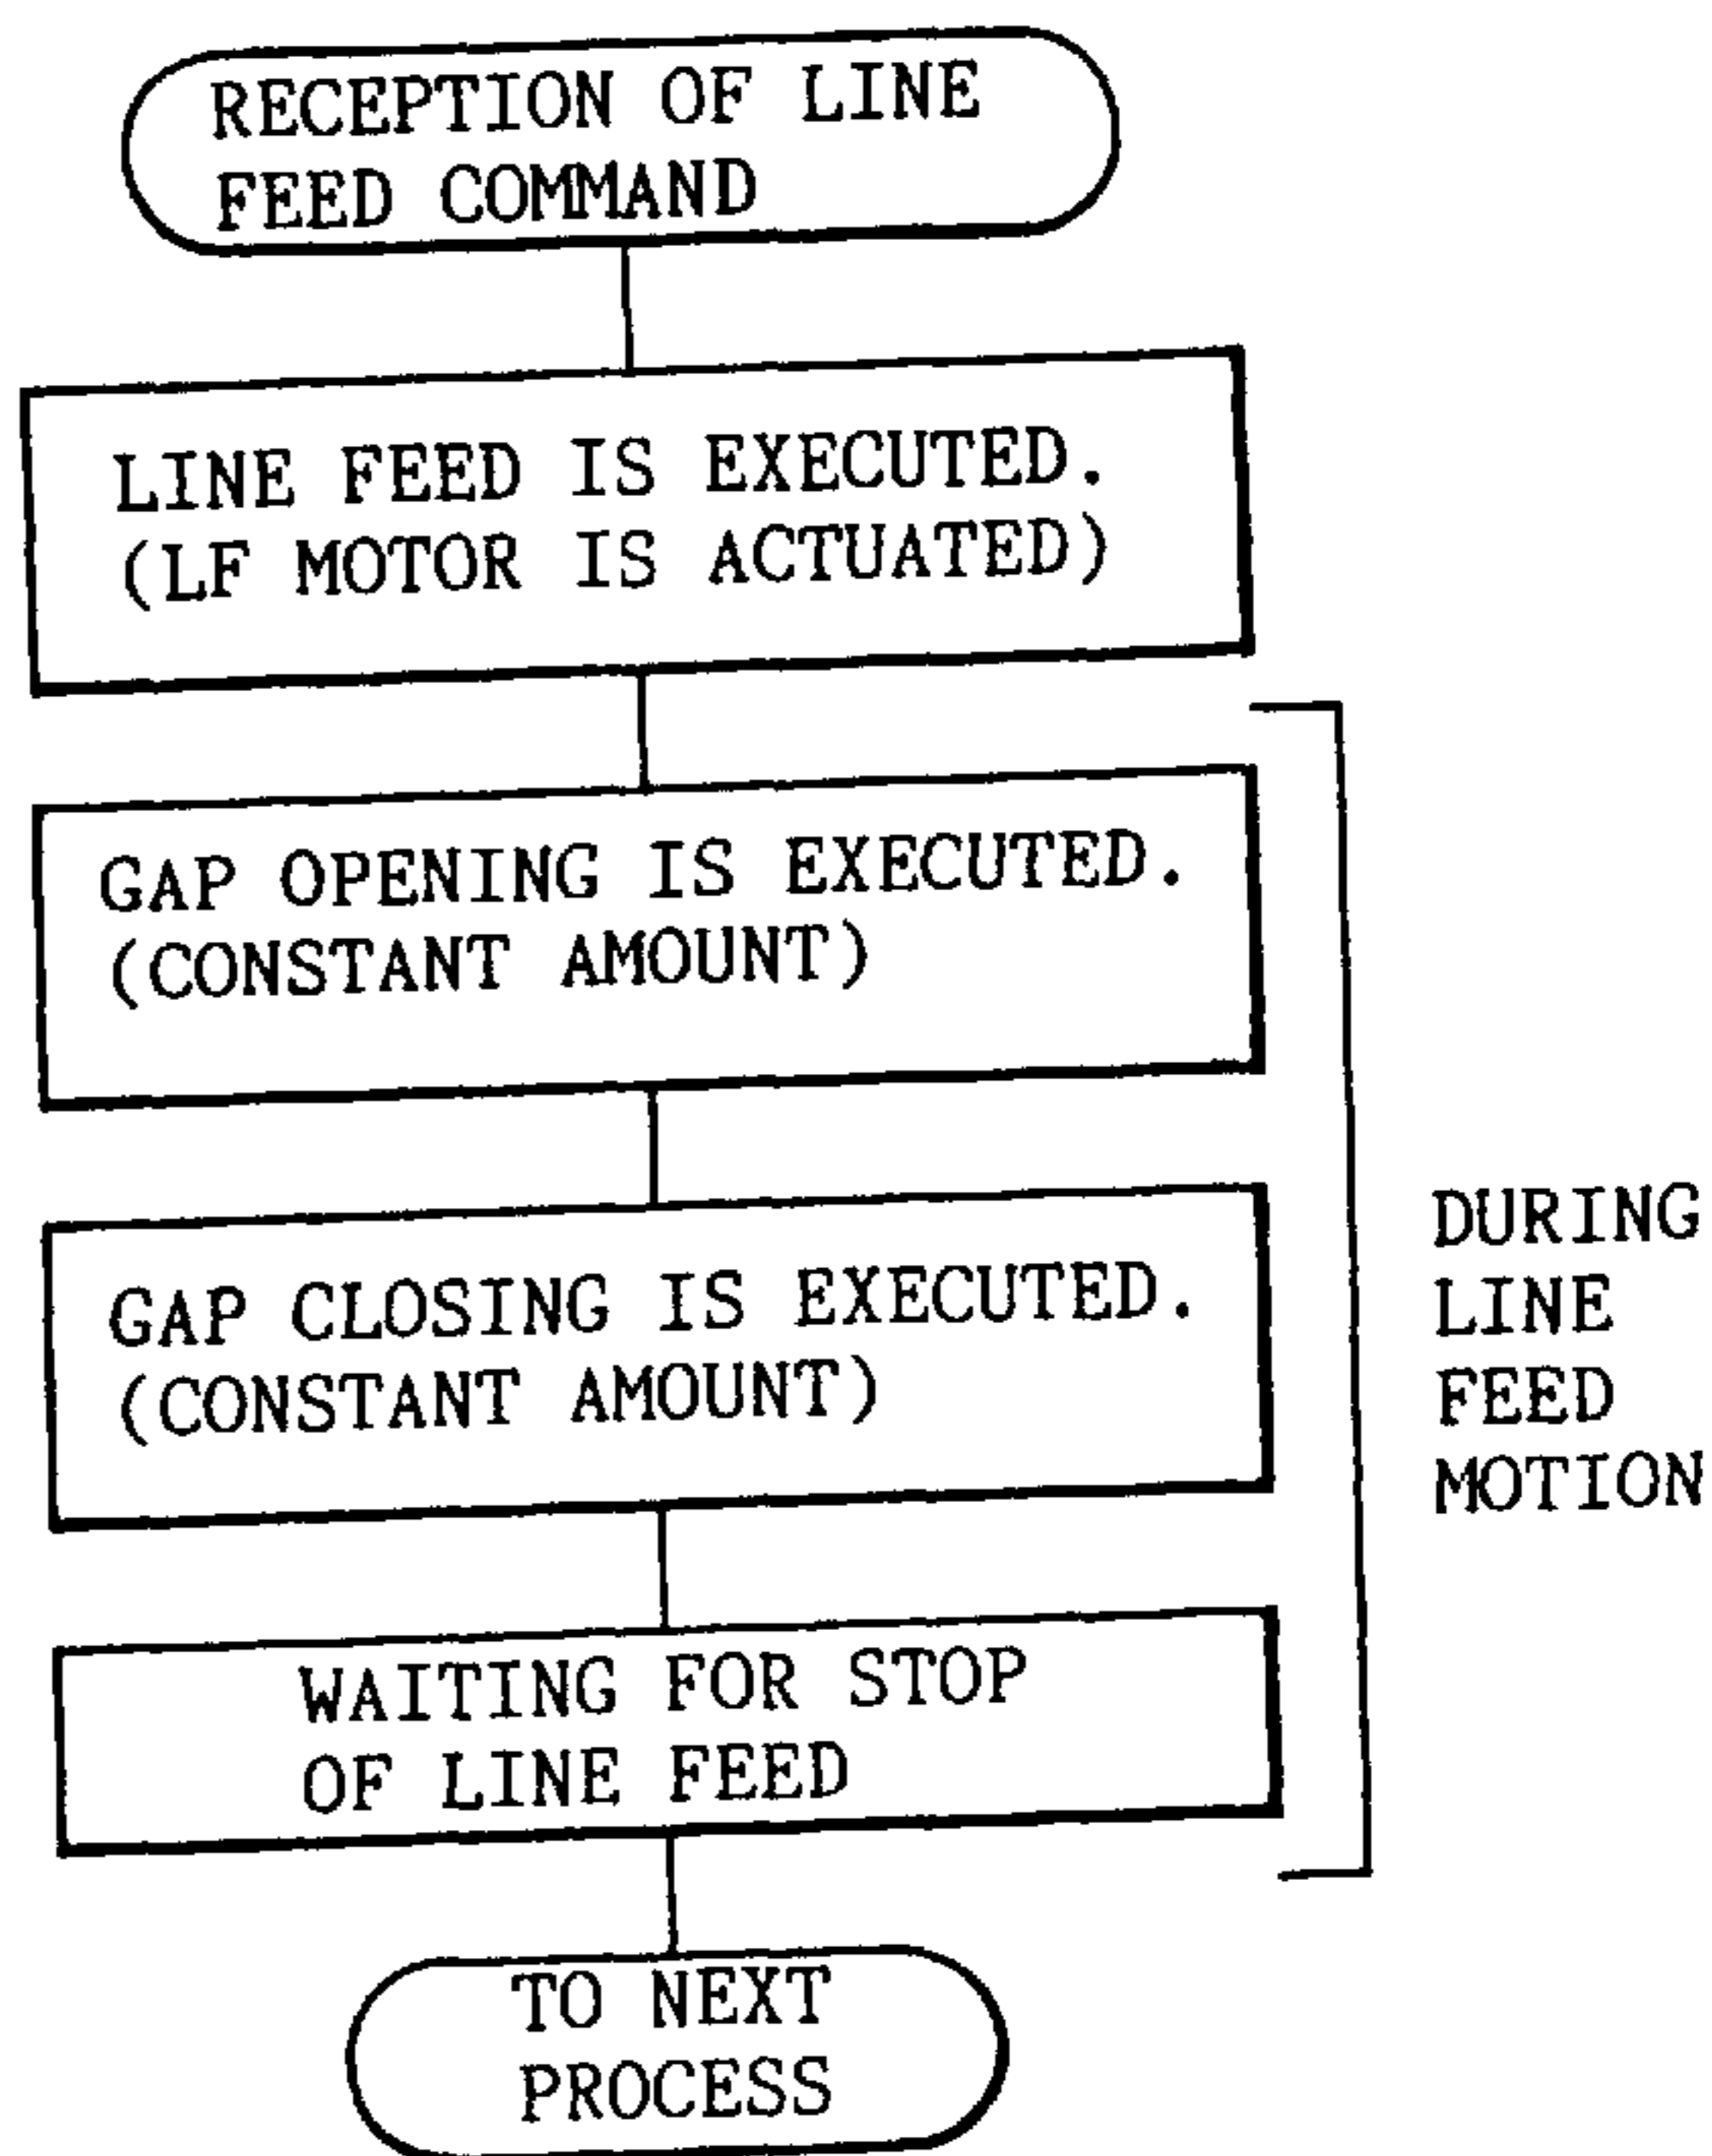 RECEPTION OF LINE
FEED COMMAND
LINE FEED IS EXECUTED.
(LF MOTOR IS ACTUATED)
GAP OPENING IS EXECUTED.
(CONSTANT AMOUNT)
GAP CLOSING IS EXECUTED.
(CONSTANT AMOUNT)
DURING
LINE
FEED
MOTION
WAITING FOR STOP
OF LINE FEED
TO NEXT
PROCESS